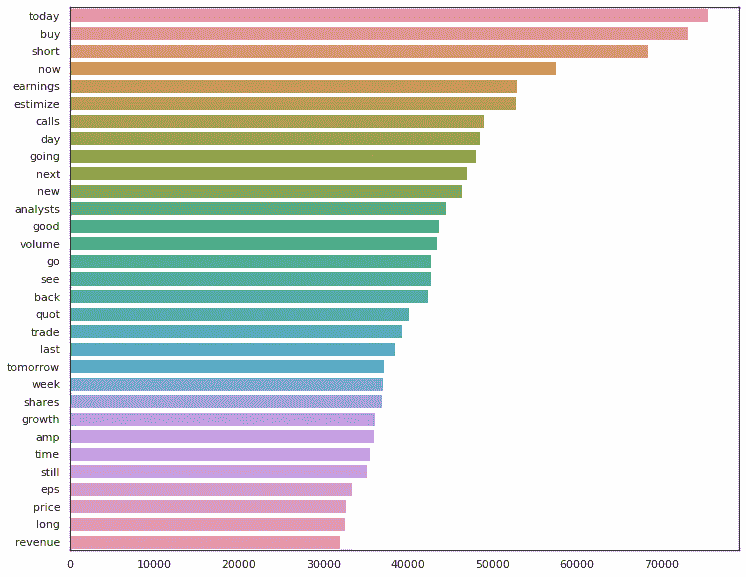 today
buy
short
now
earnings
estimize
calls
day
going
next
new
analysts
good
volume
go
see
back
quot
trade
last
tomorrow
week
shares
growth
amp
time
still
eps
price
long
revenue
0 10000 20000 30000 40000 50000 60000 70000